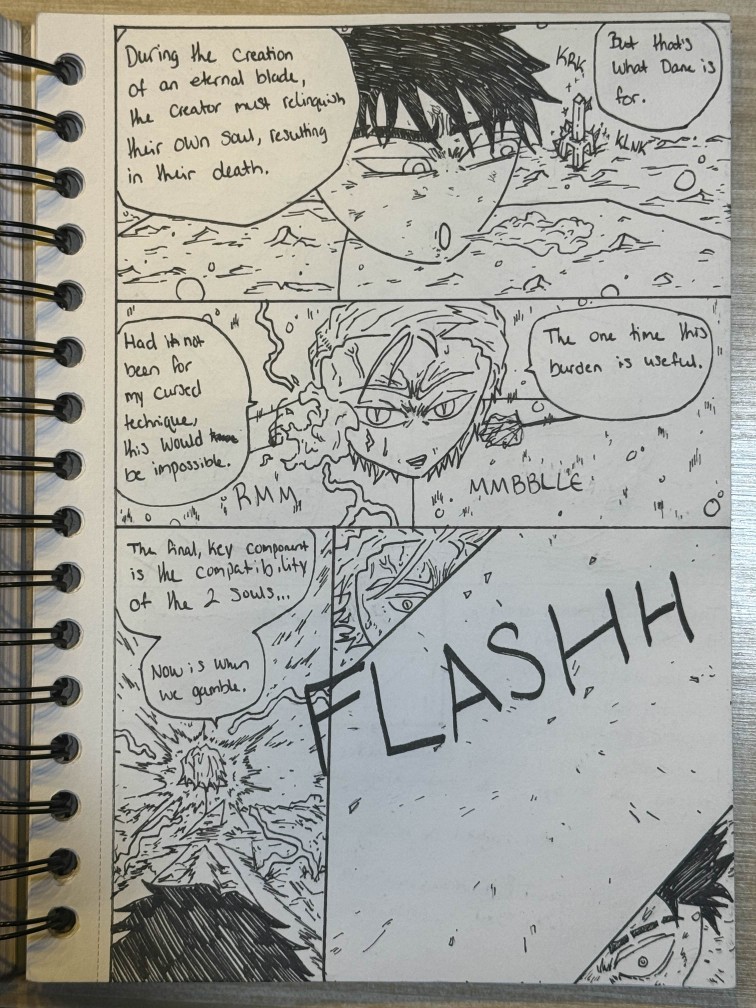 During the Creation
of an eternal blade,
the Creator must relinquish
their own soul, resulting
in their death.
But that's
what Dane is
for.
KRK
KLNK
Had it not
been for
my cursed
technique,
this would
be impossible.
The one time this
burden is useful.
RMM
MMBBLLE
The final, key component
is the compatibility
of the 2 souls...
Now is when
we gamble.
FLASHH